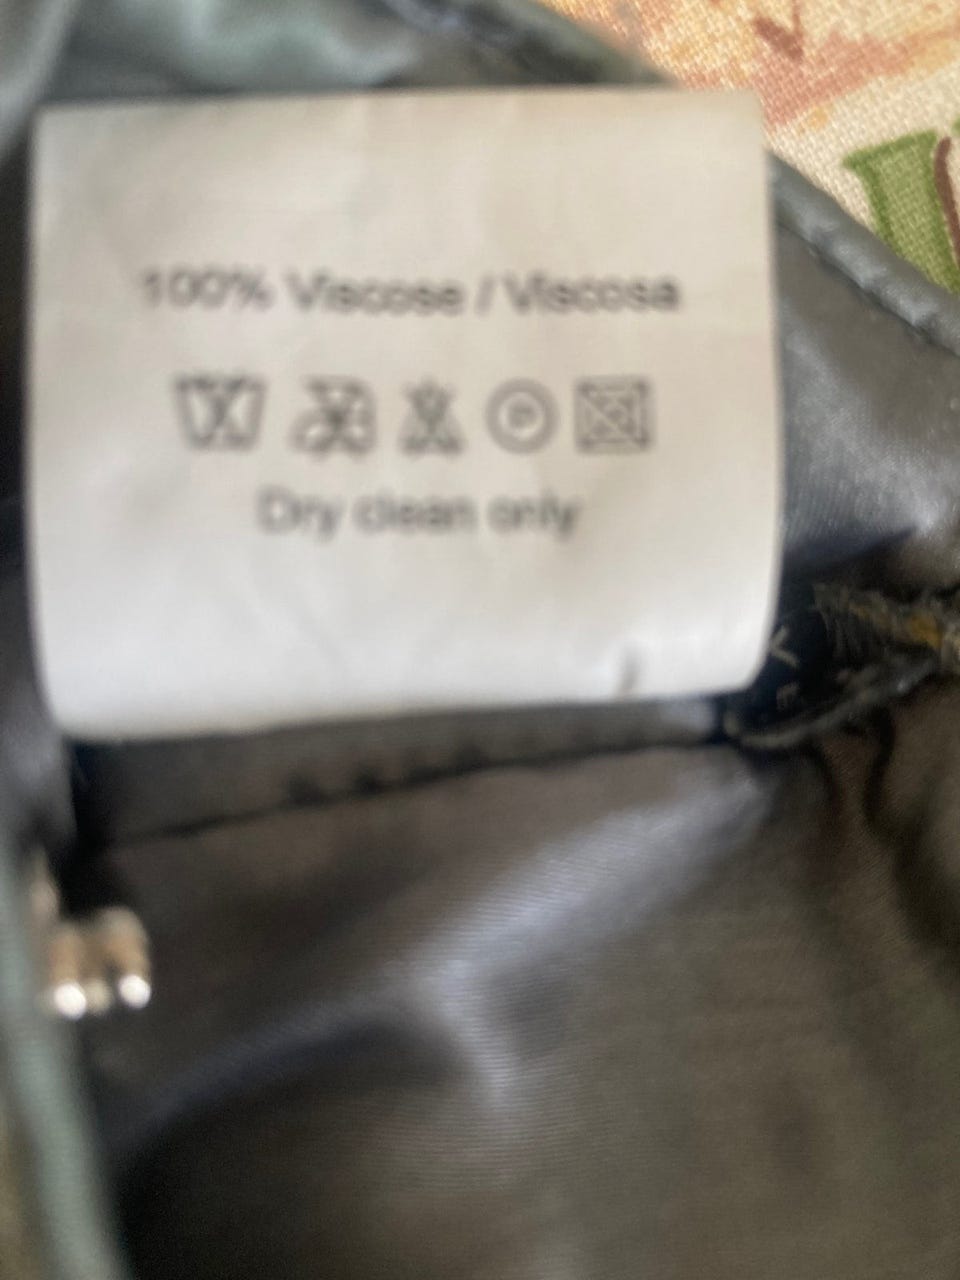 100% Viscose / Viscosa
P
Dry clean only